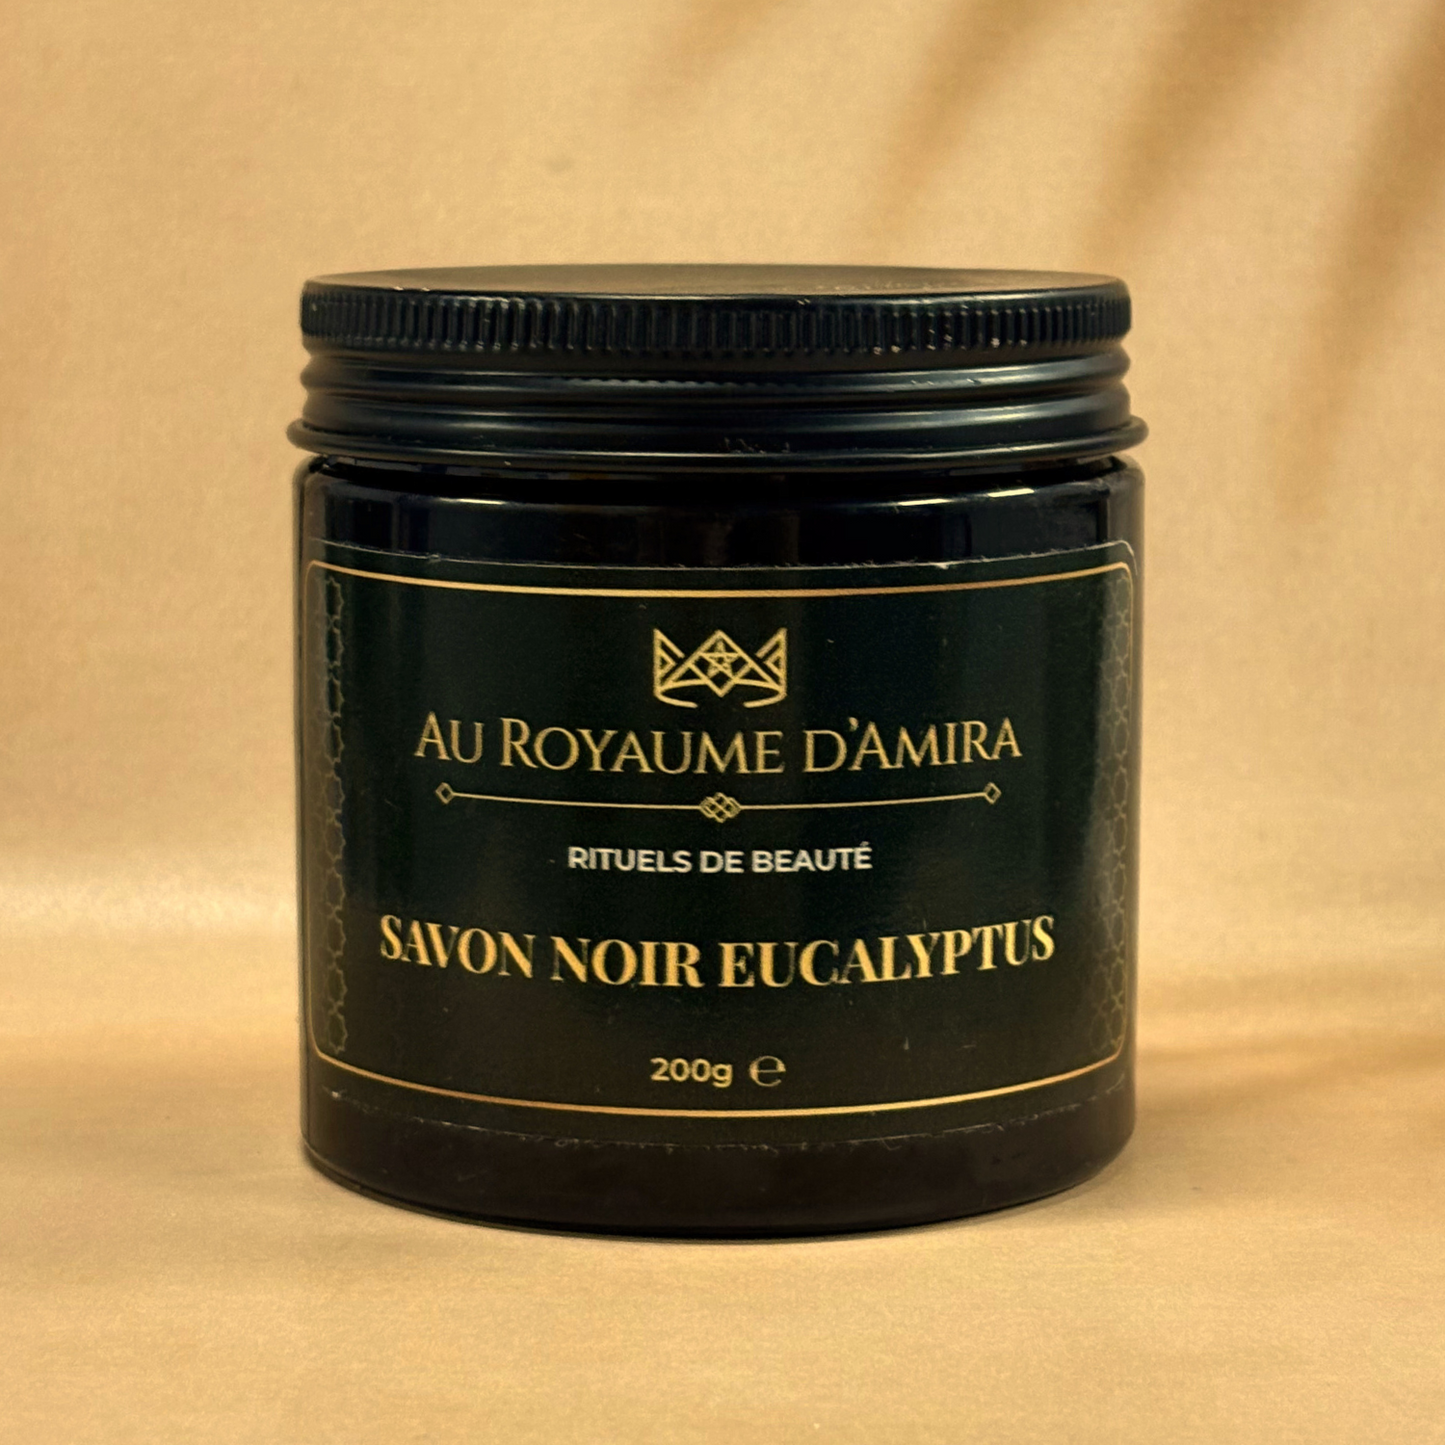 AU ROYAUME D'AMIRA
RITUELS DE BEAUTÉ
SAVON NOIR EUCALYPTUS
200g ℮